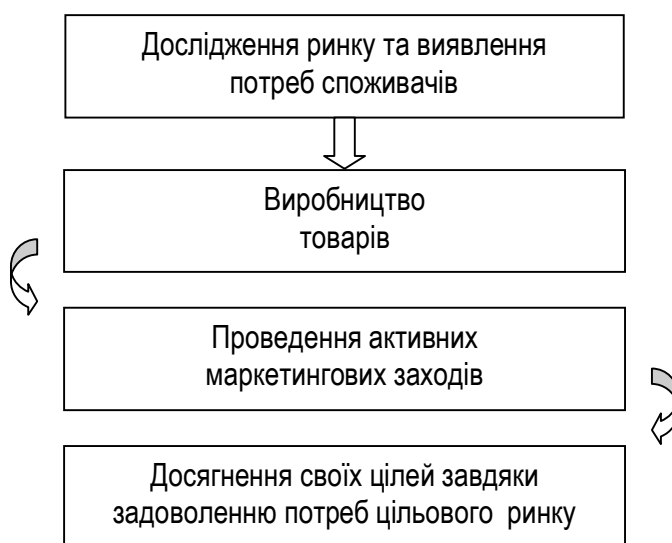 Дослідження ринку та виявлення
потреб споживачів
Виробництво
товарів
Проведення активних
маркетингових заходів
Досягнення своїх цілей завдяки
задоволенню потреб цільового ринку